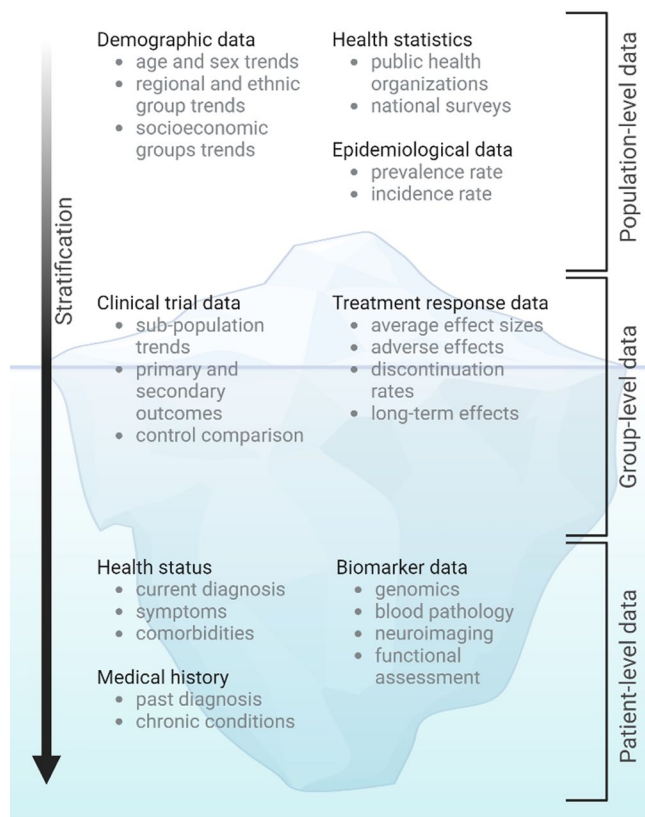 Demographic data
• age and sex trends
• regional and ethnic
group trends
• socioeconomic
groups trends
Health statistics
• public health
organizations
• national surveys
Epidemiological data
• prevalence rate
• incidence rate
Population-level data
Stratification
Clinical trial data
• sub-population
trends
• primary and
secondary
outcomes
• control comparison
Treatment response data
• average effect sizes
• adverse effects
• discontinuation
rates
• long-term effects
Group-level data
Health status
• current diagnosis
• symptoms
• comorbidities
Medical history
• past diagnosis
• chronic conditions
Biomarker data
• genomics
• blood pathology
• neuroimaging
• functional
assessment
Patient-level data